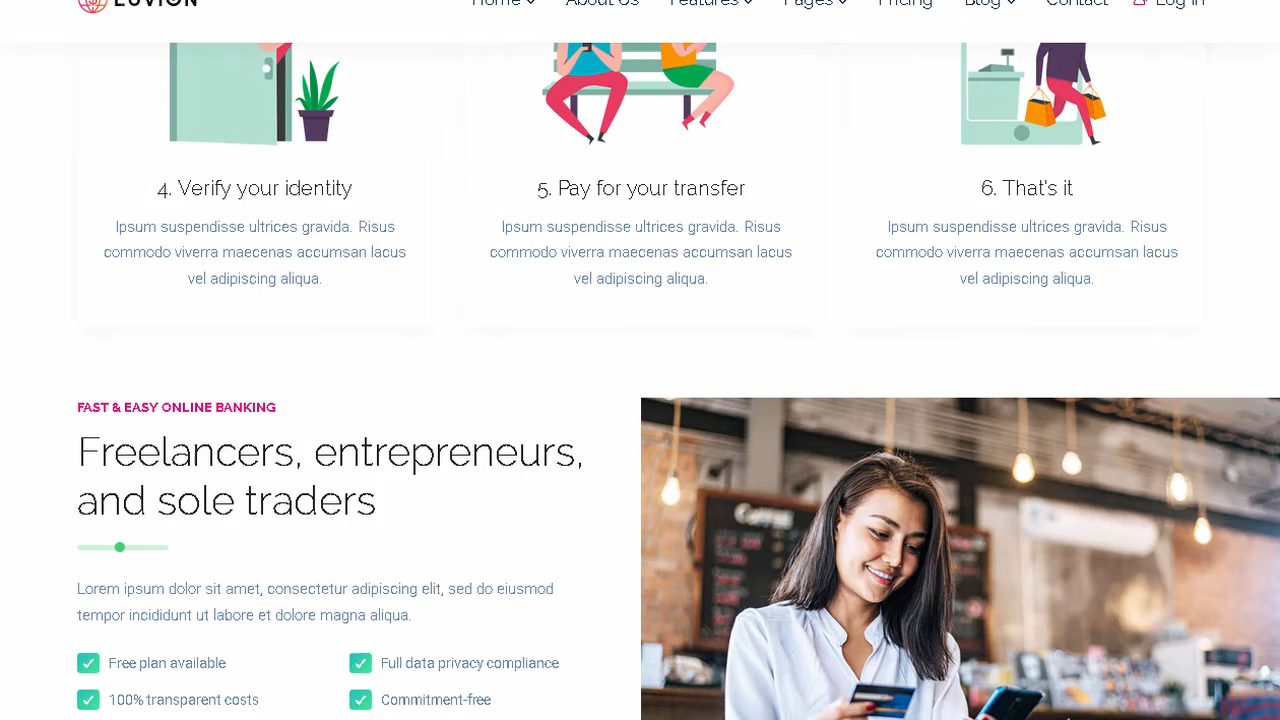 LUVION
Home About Us Features Pages Pricing Blog Contact Log In
4. Verify your identity
Ipsum suspendisse ultrices gravida. Risus
commodo viverra maecenas accumsan lacus
vel adipiscing aliqua.
5. Pay for your transfer
Ipsum suspendisse ultrices gravida. Risus
commodo viverra maecenas accumsan lacus
vel adipiscing aliqua.
6. That's it
Ipsum suspendisse ultrices gravida. Risus
commodo viverra maecenas accumsan lacus
vel adipiscing aliqua.
FAST & EASY ONLINE BANKING
Freelancers, entrepreneurs,
and sole traders
Lorem ipsum dolor sit amet, consectetur adipiscing elit, sed do eiusmod
tempor incididunt ut labore et dolore magna aliqua.
Free plan available
Full data privacy compliance
100% transparent costs
Commitment-free